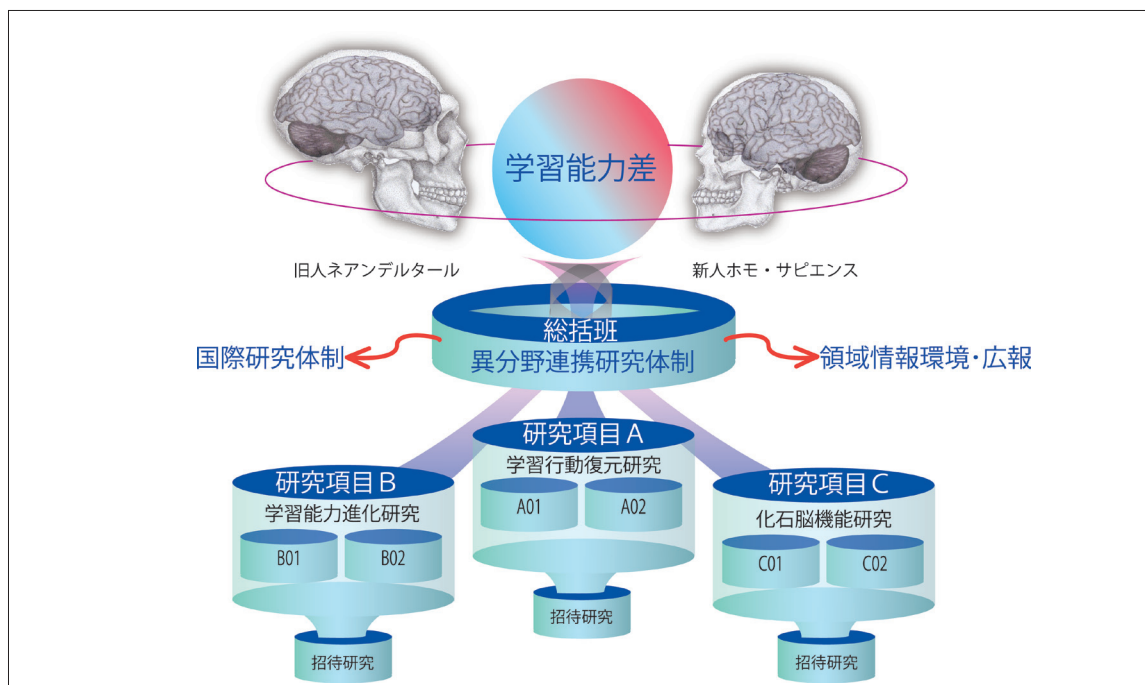 学習能力差
旧人ネアンデルタール
新人ホモ・サピエンス
総括班
異分野連携研究体制
国際研究体制
領域情報環境・広報
研究項目A
学習行動復元研究
A01
A02
招待研究
研究項目B
学習能力進化研究
B01
B02
招待研究
研究項目C
化石脳機能研究
C01
C02
招待研究